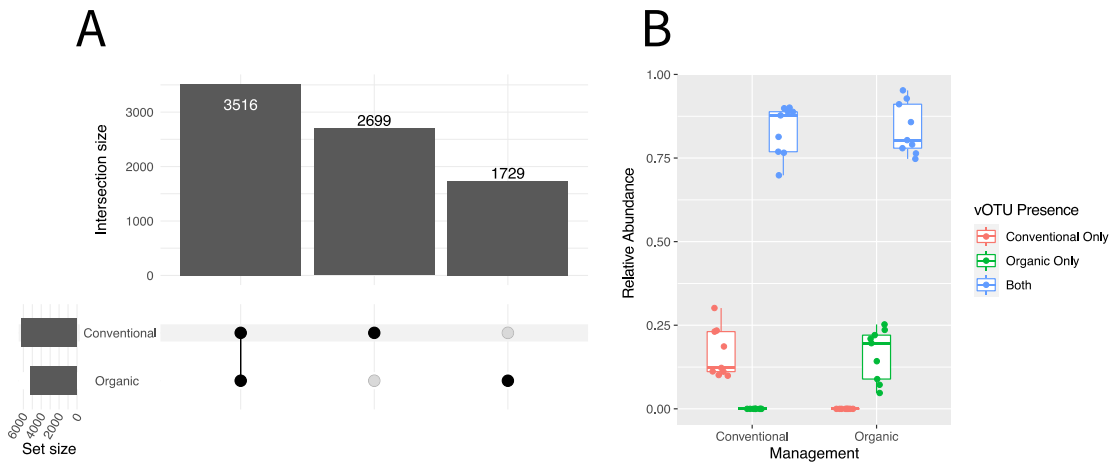 A
Intersection size
3000
2000
1000
0
3516
2699
1729
Conventional
Organic
6000
4000
2000
0
Set size
B
Relative Abundance
1.00
0.75
0.50
0.25
0.00
Conventional
Organic
Management
vOTU Presence
Conventional Only
Organic Only
Both